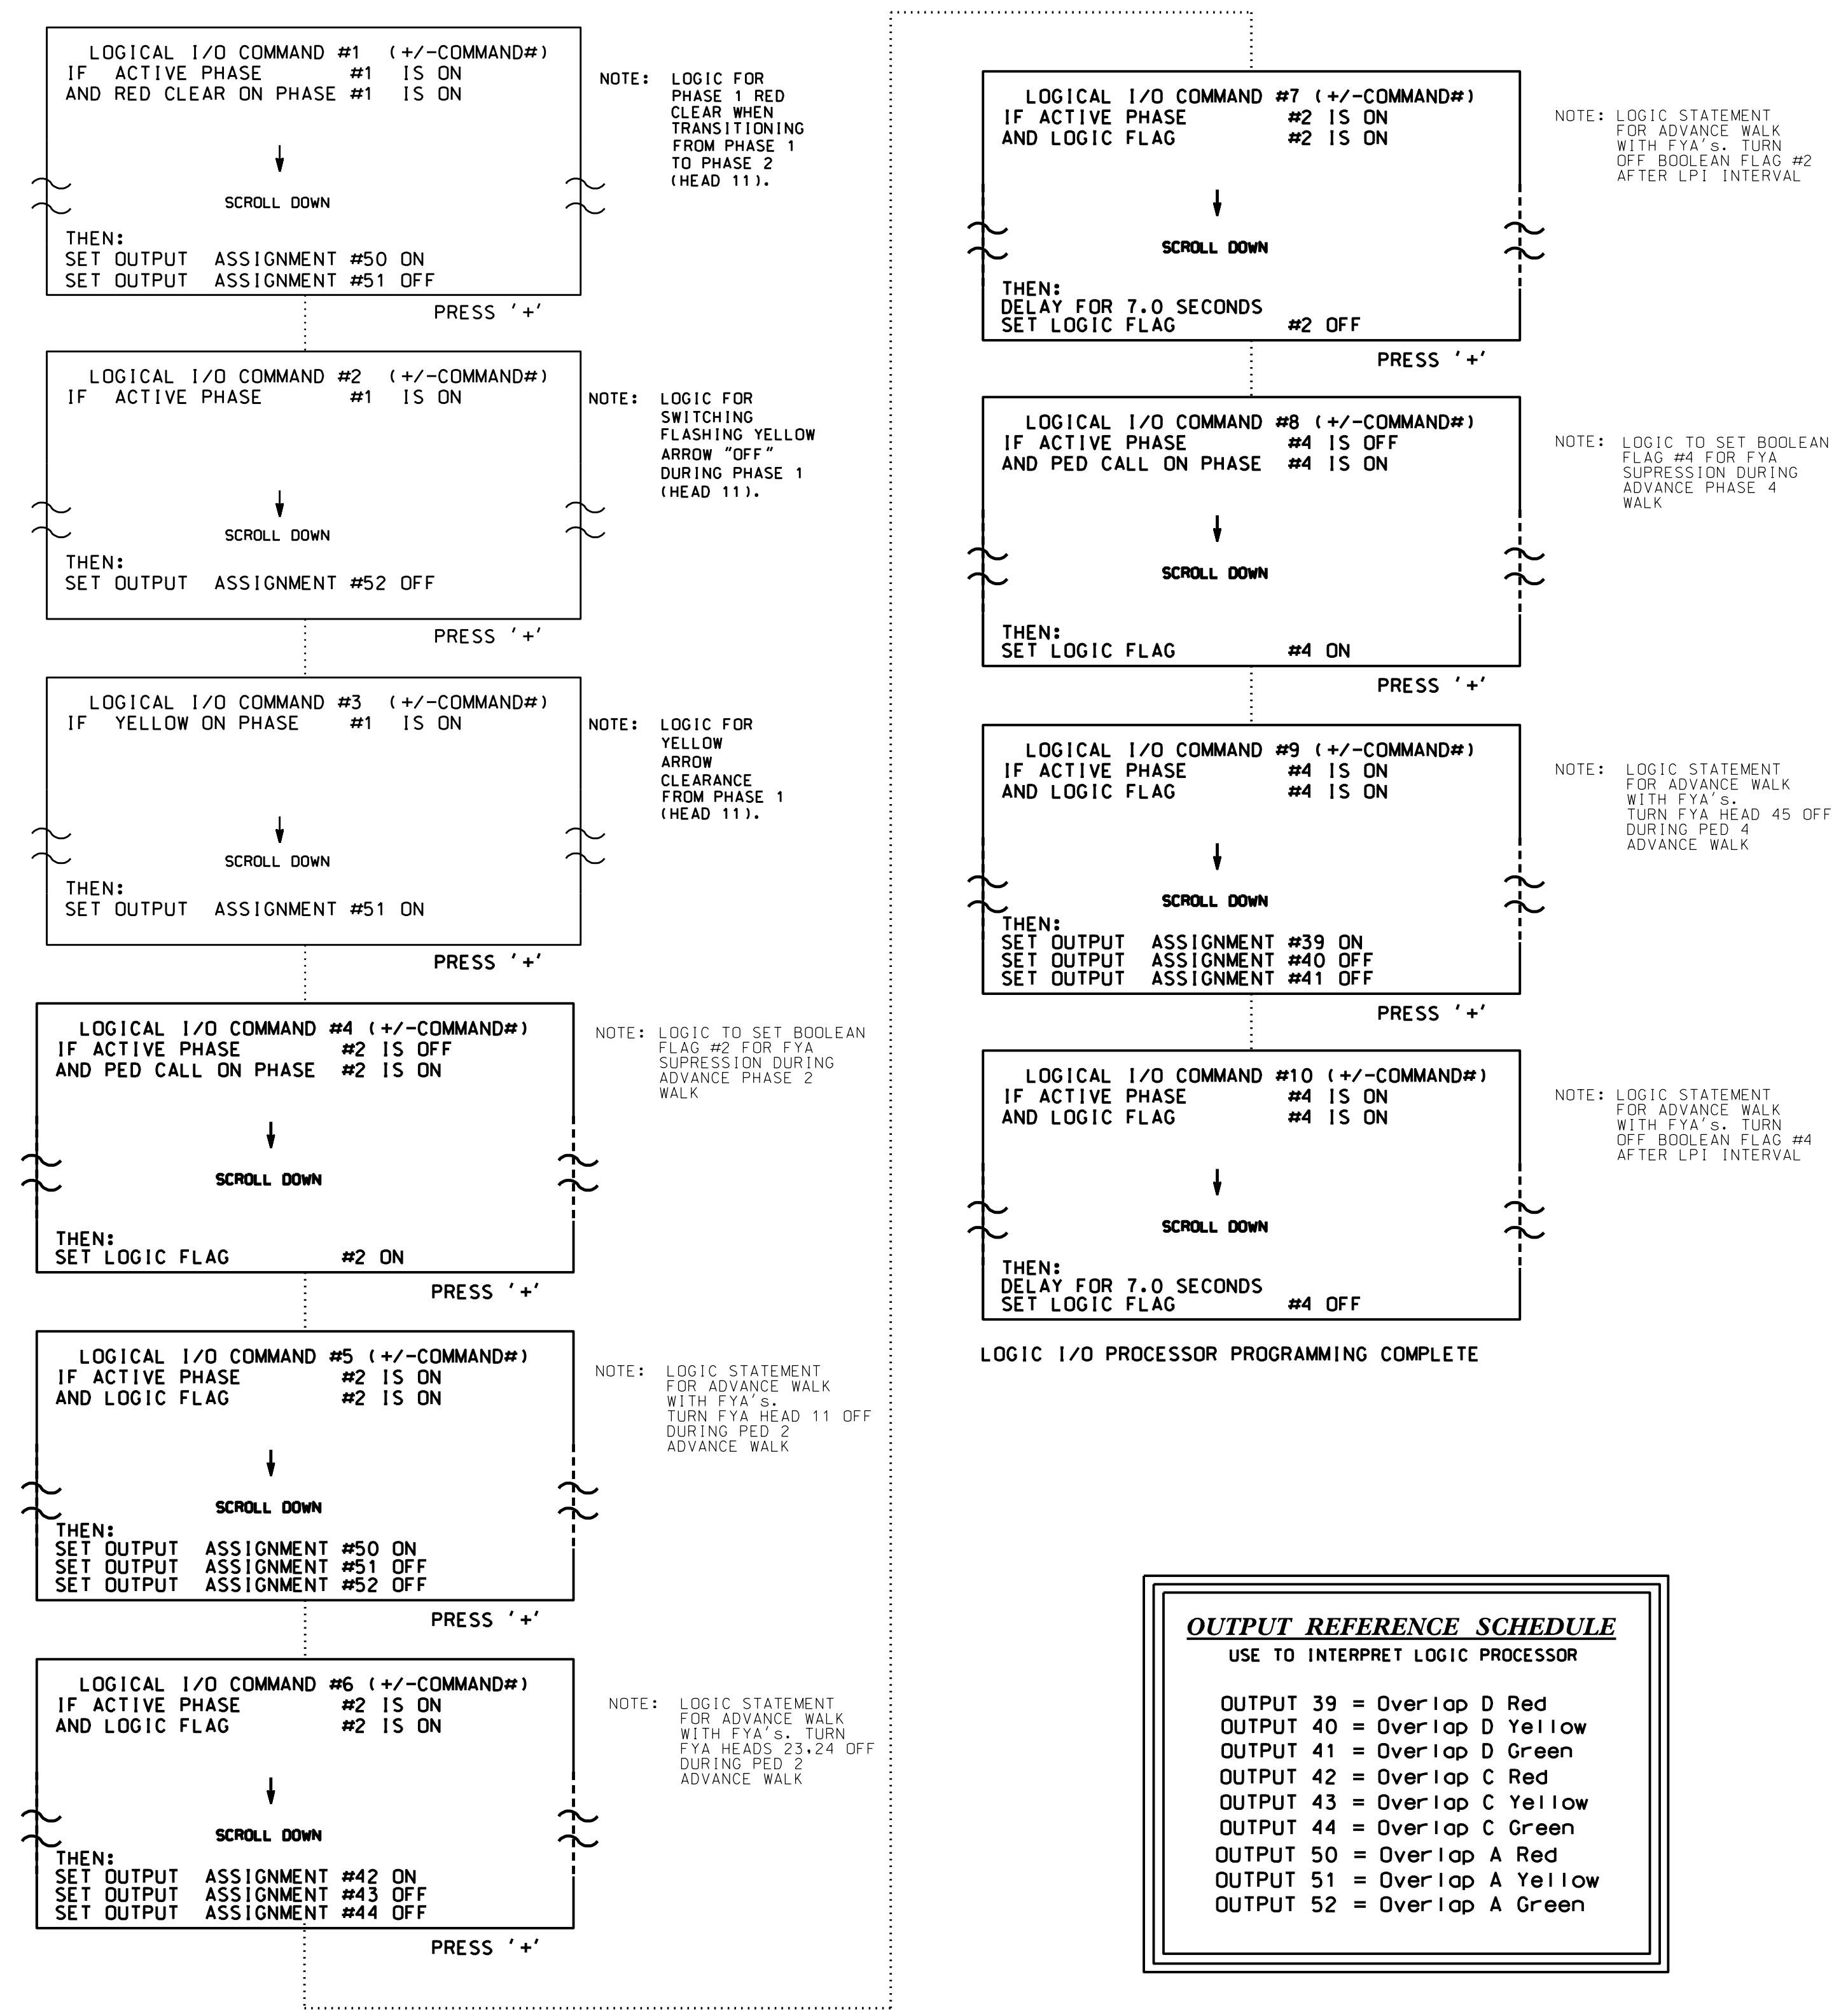 LOGICAL I/O COMMAND #1 (+/-COMMAND#)
IF ACTIVE PHASE #1 IS ON
AND RED CLEAR ON PHASE #1 IS ON
SCROLL DOWN
THEN:
SET OUTPUT ASSIGNMENT #50 ON
SET OUTPUT ASSIGNMENT #51 OFF
PRESS '+'
NOTE: LOGIC FOR
PHASE 1 RED
CLEAR WHEN
TRANSITIONING
FROM PHASE 1
TO PHASE 2
(HEAD 11).
LOGICAL I/O COMMAND #2 (+/-COMMAND#)
IF ACTIVE PHASE #1 IS ON
SCROLL DOWN
THEN:
SET OUTPUT ASSIGNMENT #52 OFF
PRESS '+'
NOTE: LOGIC FOR
SWITCHING
FLASHING YELLOW
ARROW "OFF"
DURING PHASE 1
(HEAD 11).
LOGICAL I/O COMMAND #3 (+/-COMMAND#)
IF YELLOW ON PHASE #1 IS ON
SCROLL DOWN
THEN:
SET OUTPUT ASSIGNMENT #51 ON
PRESS '+'
NOTE: LOGIC FOR
YELLOW
ARROW
CLEARANCE
FROM PHASE 1
(HEAD 11).
LOGICAL I/O COMMAND #4 (+/-COMMAND#)
IF ACTIVE PHASE #2 IS OFF
AND PED CALL ON PHASE #2 IS ON
SCROLL DOWN
THEN:
SET LOGIC FLAG #2 ON
PRESS '+'
NOTE: LOGIC TO SET BOOLEAN
FLAG #2 FOR FYA
SUPRESSION DURING
ADVANCE PHASE 2
WALK
LOGICAL I/O COMMAND #5 (+/-COMMAND#)
IF ACTIVE PHASE #2 IS ON
AND LOGIC FLAG #2 IS ON
SCROLL DOWN
THEN:
SET OUTPUT ASSIGNMENT #50 ON
SET OUTPUT ASSIGNMENT #51 OFF
SET OUTPUT ASSIGNMENT #52 OFF
PRESS '+'
NOTE: LOGIC STATEMENT
FOR ADVANCE WALK
WITH FYA's.
TURN FYA HEAD 11 OFF
DURING PED 2
ADVANCE WALK
LOGICAL I/O COMMAND #6 (+/-COMMAND#)
IF ACTIVE PHASE #2 IS ON
AND LOGIC FLAG #2 IS ON
SCROLL DOWN
THEN:
SET OUTPUT ASSIGNMENT #42 ON
SET OUTPUT ASSIGNMENT #43 OFF
SET OUTPUT ASSIGNMENT #44 OFF
PRESS '+'
NOTE: LOGIC STATEMENT
FOR ADVANCE WALK
WITH FYA's. TURN
FYA HEADS 23,24 OFF
DURING PED 2
ADVANCE WALK
LOGICAL I/O COMMAND #7 (+/-COMMAND#)
IF ACTIVE PHASE #2 IS ON
AND LOGIC FLAG #2 IS ON
SCROLL DOWN
THEN:
DELAY FOR 7.0 SECONDS
SET LOGIC FLAG #2 OFF
PRESS '+'
NOTE: LOGIC STATEMENT
FOR ADVANCE WALK
WITH FYA's. TURN
OFF BOOLEAN FLAG #2
AFTER LPI INTERVAL
LOGICAL I/O COMMAND #8 (+/-COMMAND#)
IF ACTIVE PHASE #4 IS OFF
AND PED CALL ON PHASE #4 IS ON
SCROLL DOWN
THEN:
SET LOGIC FLAG #4 ON
PRESS '+'
NOTE: LOGIC TO SET BOOLEAN
FLAG #4 FOR FYA
SUPRESSION DURING
ADVANCE PHASE 4
WALK
LOGICAL I/O COMMAND #9 (+/-COMMAND#)
IF ACTIVE PHASE #4 IS ON
AND LOGIC FLAG #4 IS ON
SCROLL DOWN
THEN:
SET OUTPUT ASSIGNMENT #39 ON
SET OUTPUT ASSIGNMENT #40 OFF
SET OUTPUT ASSIGNMENT #41 OFF
PRESS '+'
NOTE: LOGIC STATEMENT
FOR ADVANCE WALK
WITH FYA's.
TURN FYA HEAD 45 OFF
DURING PED 4
ADVANCE WALK
LOGICAL I/O COMMAND #10 (+/-COMMAND#)
IF ACTIVE PHASE #4 IS ON
AND LOGIC FLAG #4 IS ON
SCROLL DOWN
THEN:
DELAY FOR 7.0 SECONDS
SET LOGIC FLAG #4 OFF
NOTE: LOGIC STATEMENT
FOR ADVANCE WALK
WITH FYA's. TURN
OFF BOOLEAN FLAG #4
AFTER LPI INTERVAL
LOGIC I/O PROCESSOR PROGRAMMING COMPLETE
OUTPUT REFERENCE SCHEDULE
USE TO INTERPRET LOGIC PROCESSOR
OUTPUT 39 = Overlap D Red
OUTPUT 40 = Overlap D Yellow
OUTPUT 41 = Overlap D Green
OUTPUT 42 = Overlap C Red
OUTPUT 43 = Overlap C Yellow
OUTPUT 44 = Overlap C Green
OUTPUT 50 = Overlap A Red
OUTPUT 51 = Overlap A Yellow
OUTPUT 52 = Overlap A Green